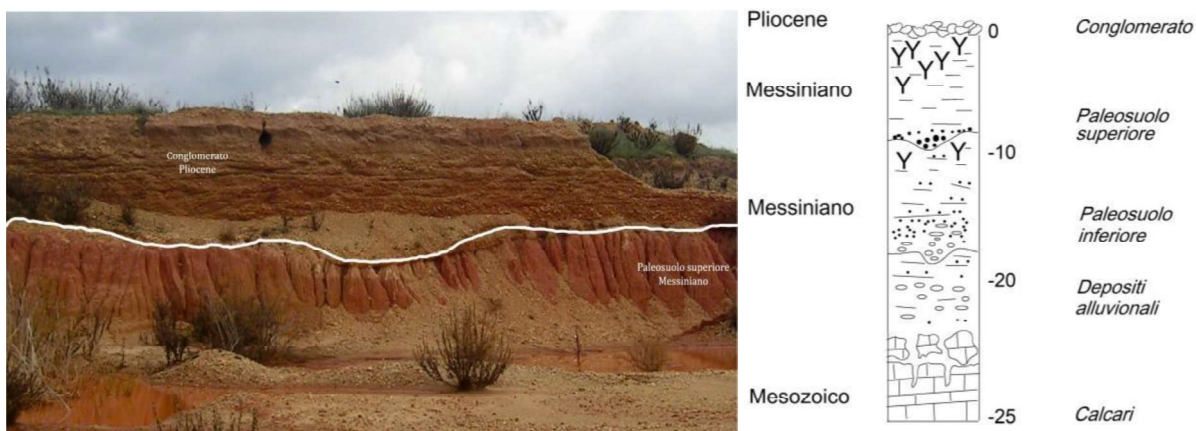 Conglomerato
Pliocene
Paleosuolo superiore
Messiniano
Pliocene
0
Conglomerato
Y Y Y
Y Y
Y
Messiniano
Paleosuolo
superiore
-10
Y Y
Messiniano
Paleosuolo
inferiore
-20
Depositi
alluvionali
Mesozoico
-25
Calcari